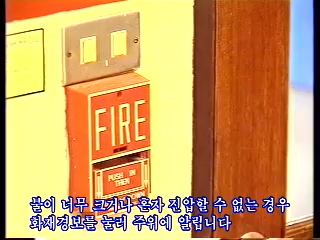 FIRE
PUSH IN
THEN
불이 너무 크거나 혼자 진압할 수 없는 경우
화재경보를 눌러 주위에 알립니다